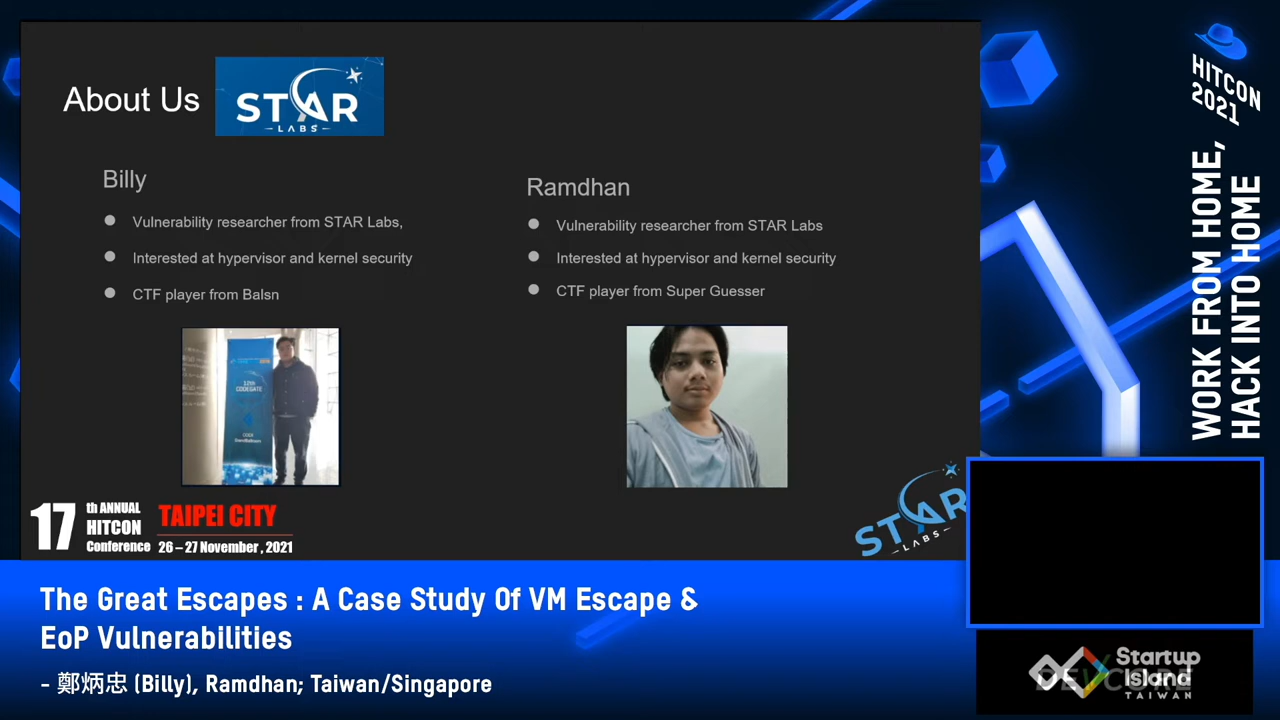 About Us
STAR
LABS
Billy
Vulnerability researcher from STAR Labs,
Interested at hypervisor and kernel security
CTF player from Balsn
Ramdhan
Vulnerability researcher from STAR Labs
Interested at hypervisor and kernel security
CTF player from Super Guesser
CODEGATE
17
th ANNUAL
HITCON
Conference
TAIPEI CITY
26 – 27 November , 2021
STAR
LABS
HITCON
2021
WORK FROM HOME,
HACK INTO HOME
The Great Escapes : A Case Study Of VM Escape &
EoP Vulnerabilities
- 鄭炳忠 (Billy), Ramdhan; Taiwan/Singapore
Startup
Island
TAIWAN
DEVCORE